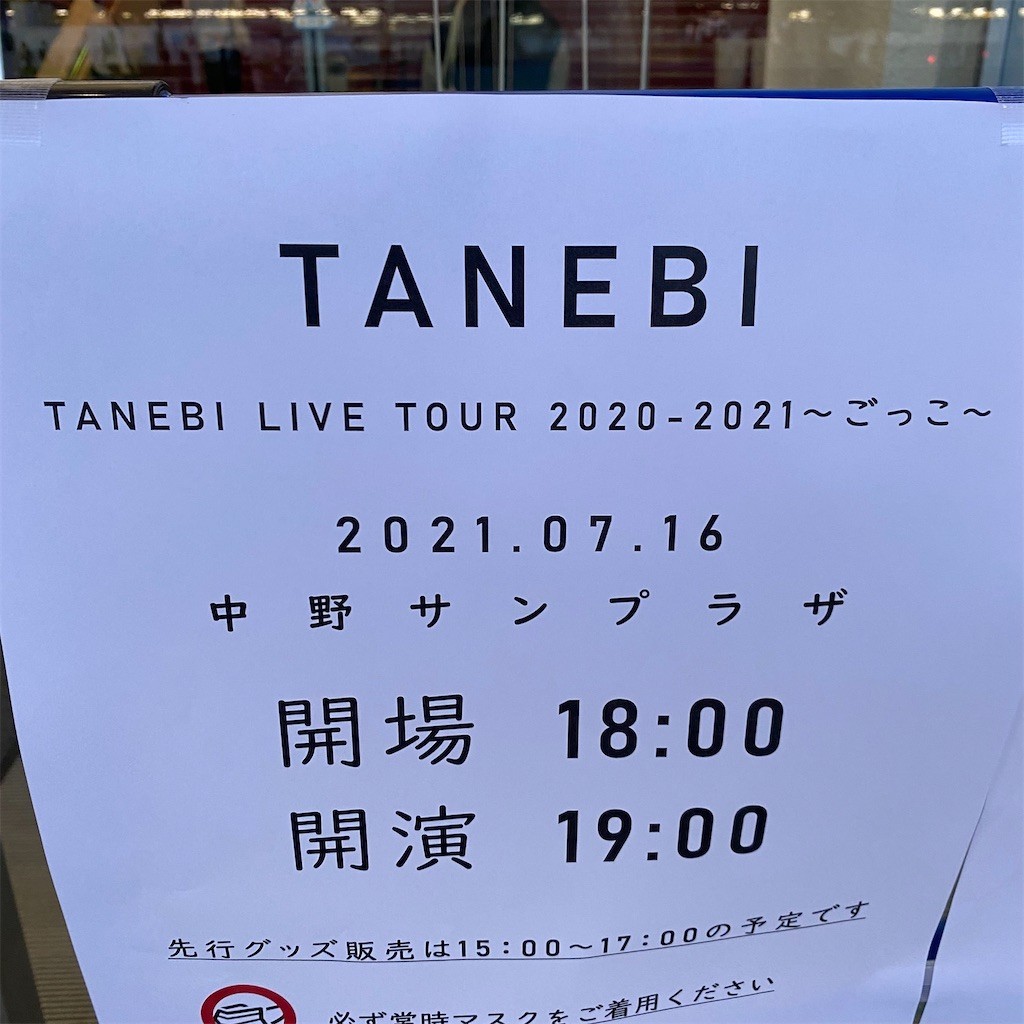 TANEBI
TANEBI LIVE TOUR 2020-2021～ごっこ～
2021.07.16
中野サンプラザ
開場 18:00
開演 19:00
先行グッズ販売は15:00～17:00の予定です
必ず常時マスクをご着用ください